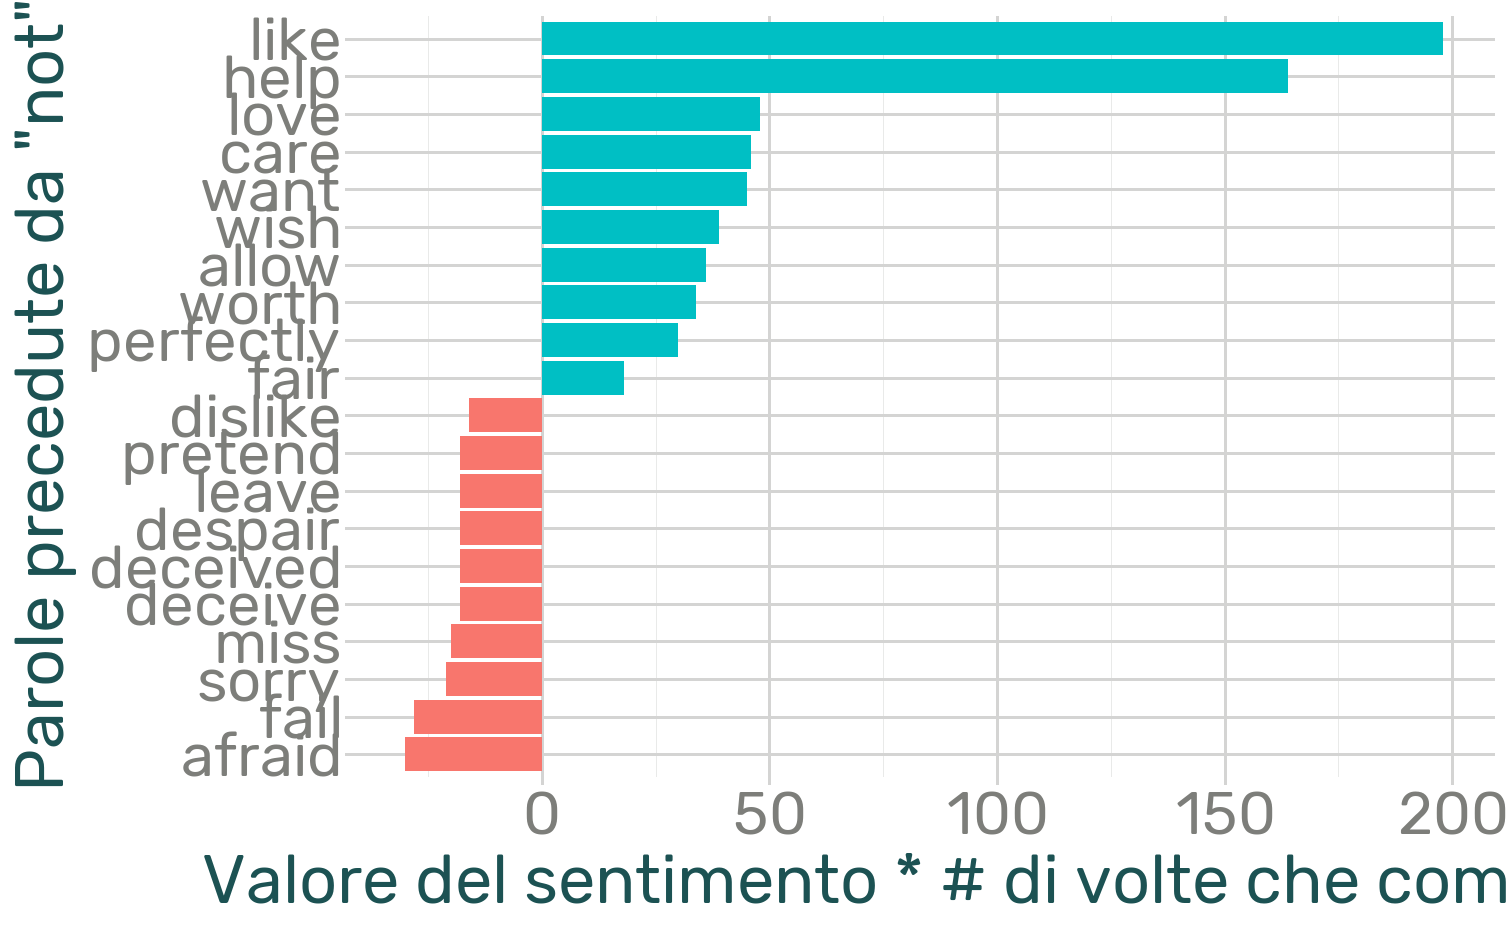 Parole precedute da "not"
like
help
love
care
want
wish
allow
worth
perfectly
fair
dislike
pretend
leave
despair
deceived
deceive
miss
sorry
fail
afraid
0 50 100 150 200
Valore del sentimento * # di volte che com